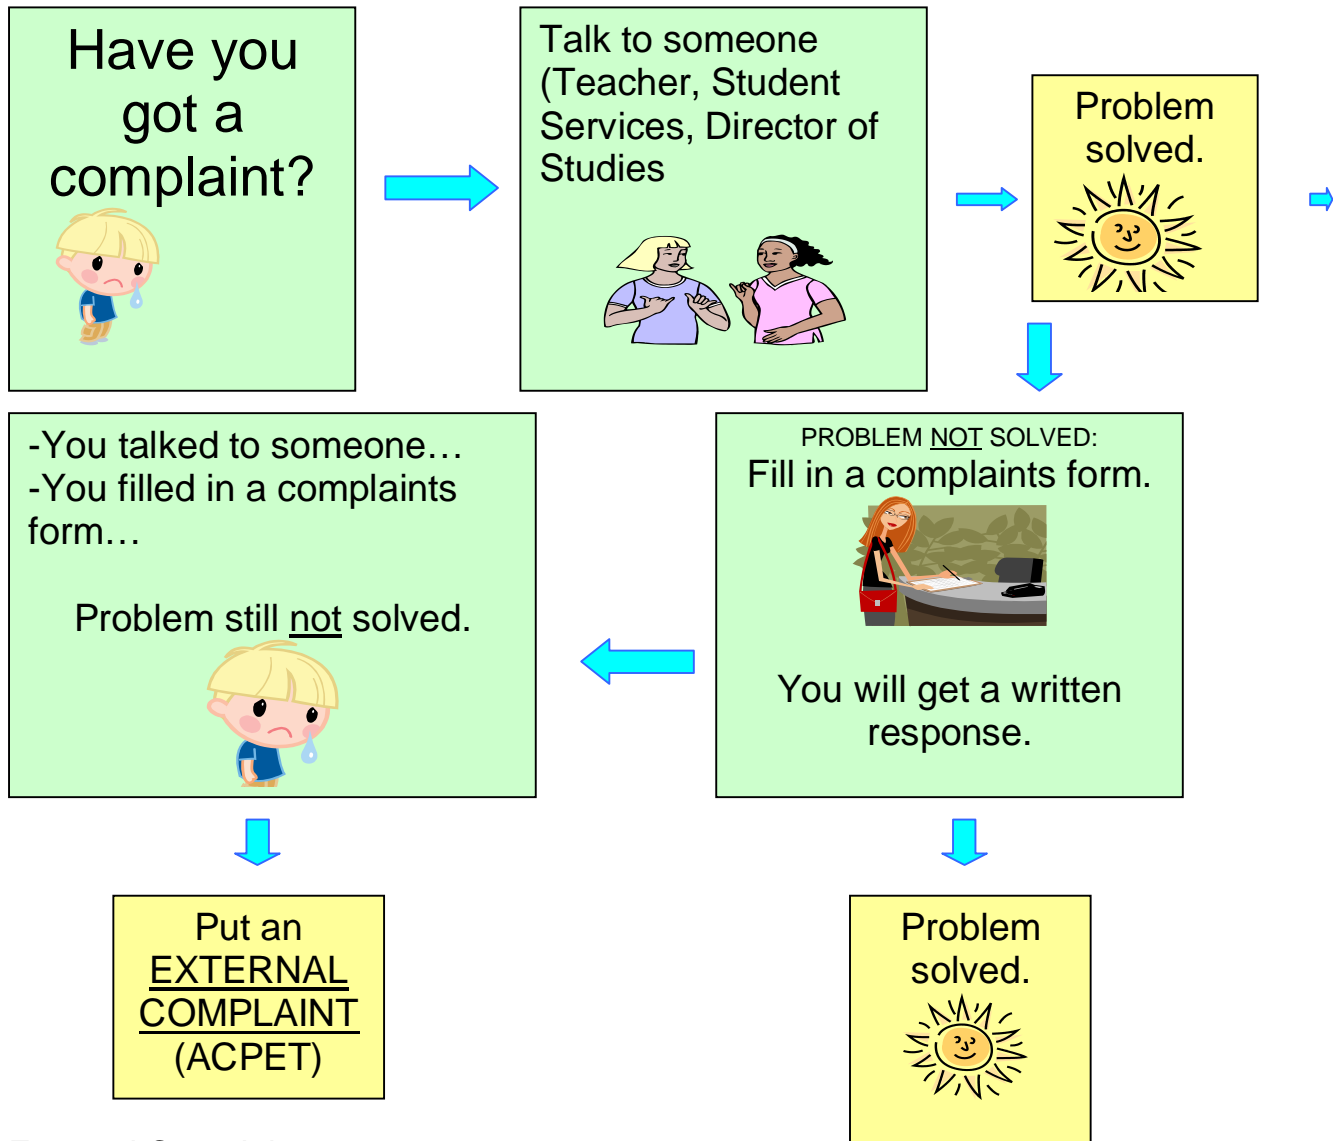 Have you
got a
complaint?
Talk to someone
(Teacher, Student
Services, Director of
Studies
Problem
solved.
PROBLEM NOT SOLVED:
Fill in a complaints form.
You will get a written
response.
-You talked to someone…
-You filled in a complaints
form…
Problem still not solved.
Put an
EXTERNAL
COMPLAINT
(ACPET)
Problem
solved.